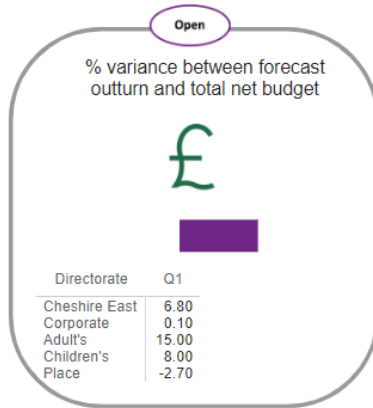 Open
% variance between forecast
outturn and total net budget
£
Directorate Q1
Cheshire East 6.80
Corporate 0.10
Adult's 15.00
Children's 8.00
Place -2.70